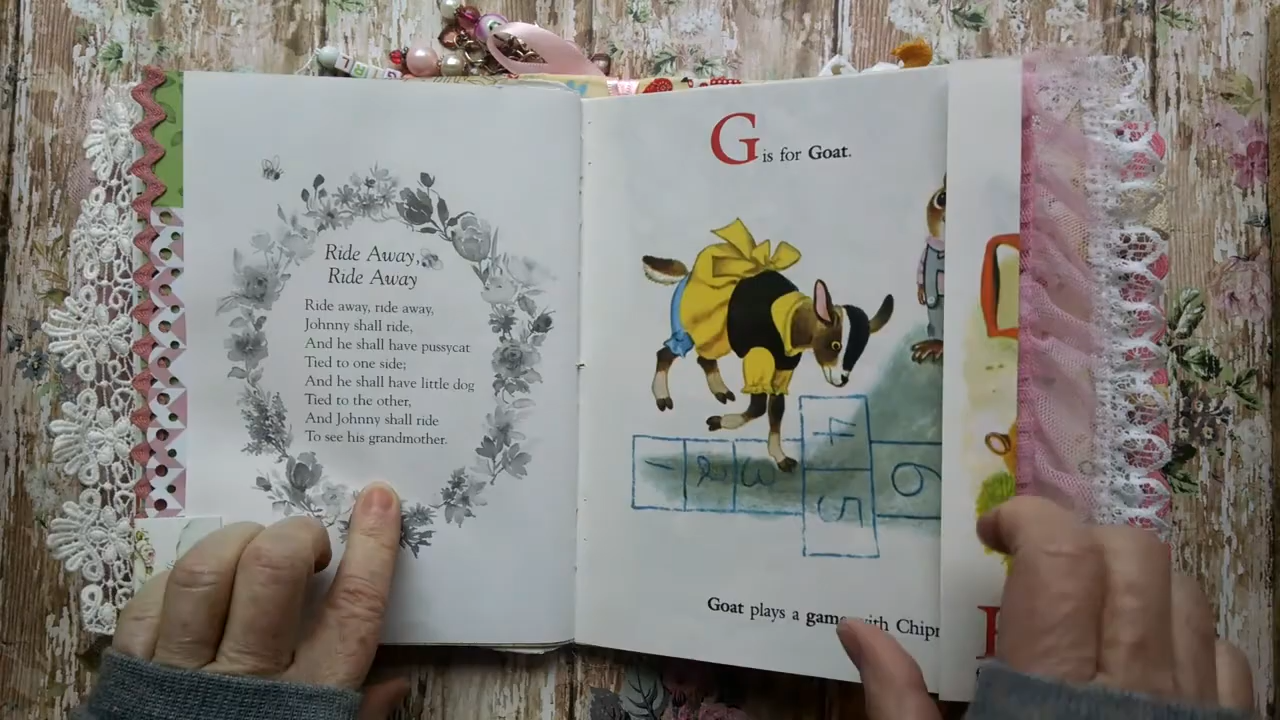 GIRL
Ride Away,
Ride Away
Ride away, ride away,
Johnny shall ride,
And he shall have pussycat
Tied to one side;
And he shall have little dog
Tied to the other,
And Johnny shall ride
To see his grandmother.
G is for Goat.
1 2 3 4 5 6
Goat plays a game with